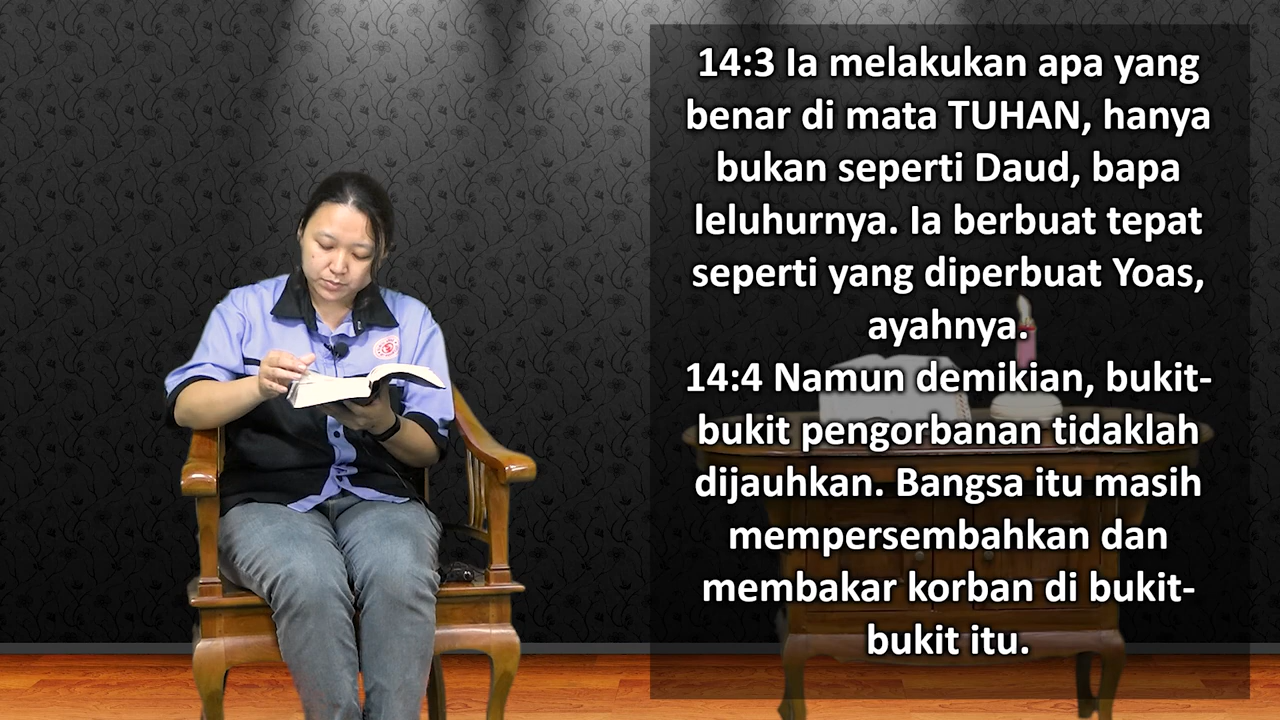 14:3 Ia melakukan apa yang
benar di mata TUHAN, hanya
bukan seperti Daud, bapa
leluhurnya. Ia berbuat tepat
seperti yang diperbuat Yoas,
ayahnya.
14:4 Namun demikian, bukit-
bukit pengorbanan tidaklah
dijauhkan. Bangsa itu masih
mempersembahkan dan
membakar korban di bukit-
bukit itu.